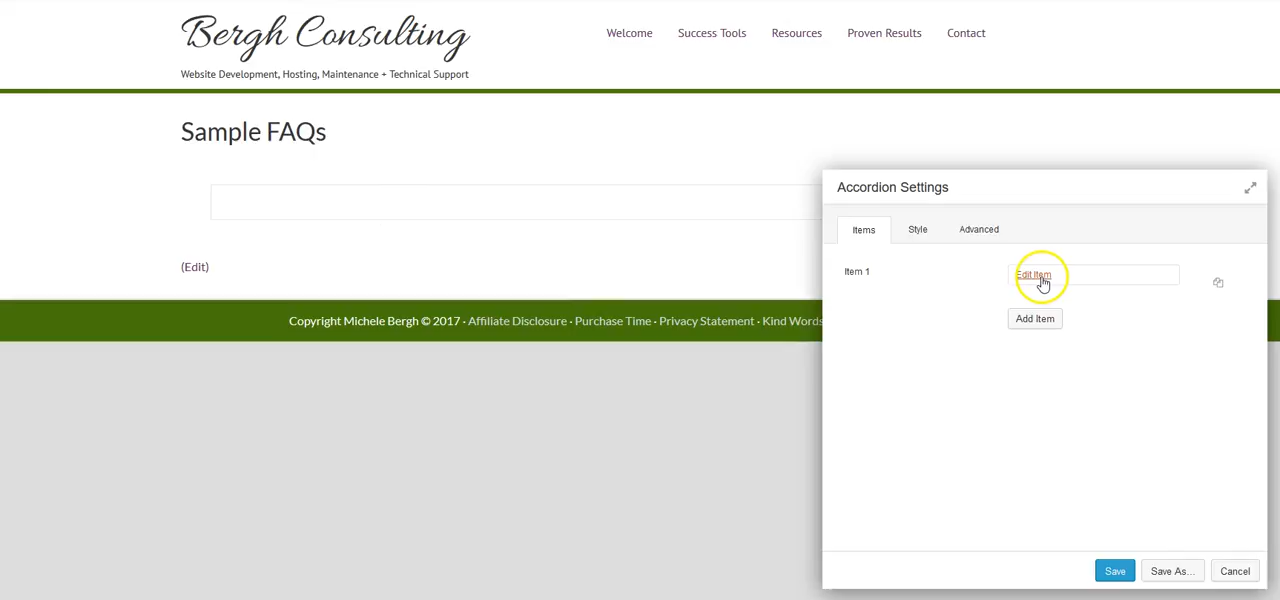 Bergh Consulting
Website Development, Hosting, Maintenance + Technical Support
Welcome Success Tools Resources Proven Results Contact
Sample FAQs
(Edit)
Copyright Michele Bergh © 2017 · Affiliate Disclosure · Purchase Time · Privacy Statement · Kind Words
Accordion Settings
Items Style Advanced
Item 1 Edit Item
Add Item
Save Save As... Cancel